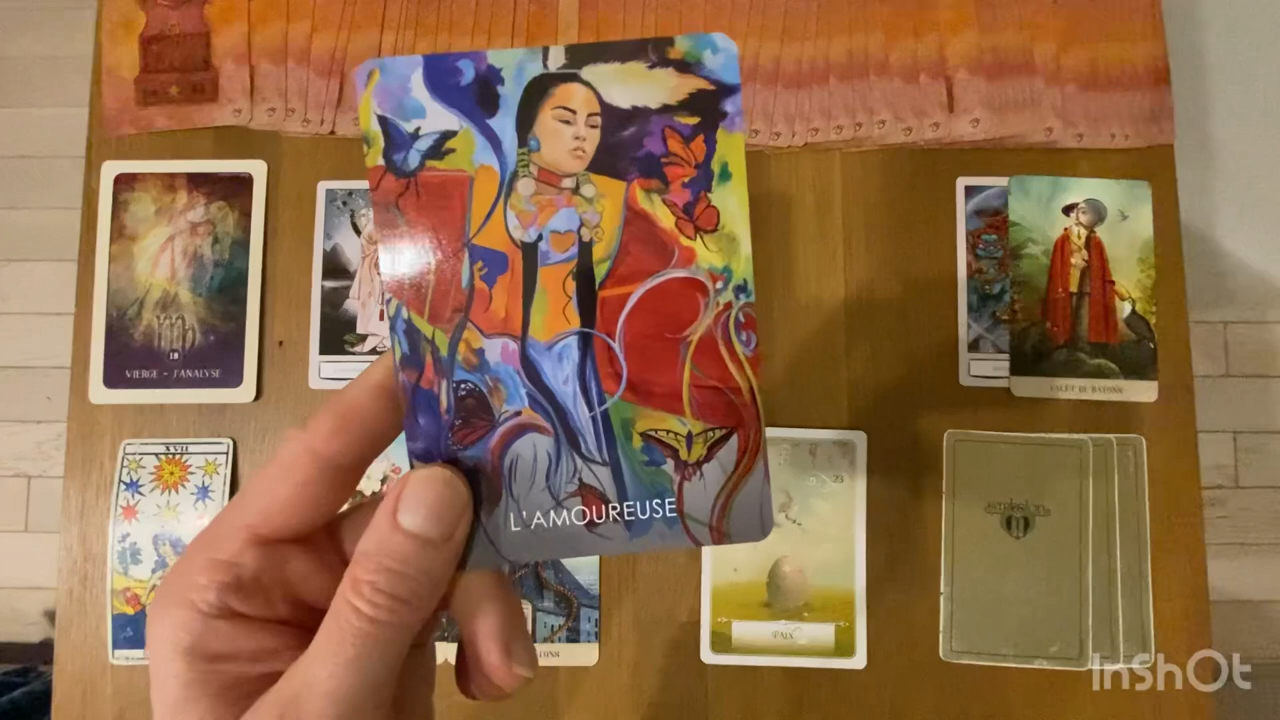 18
VIERGE - J'ANALYSE
L'AMOUREUSE
VALET DE BATONS
XVII
23
PAIX
InShOt